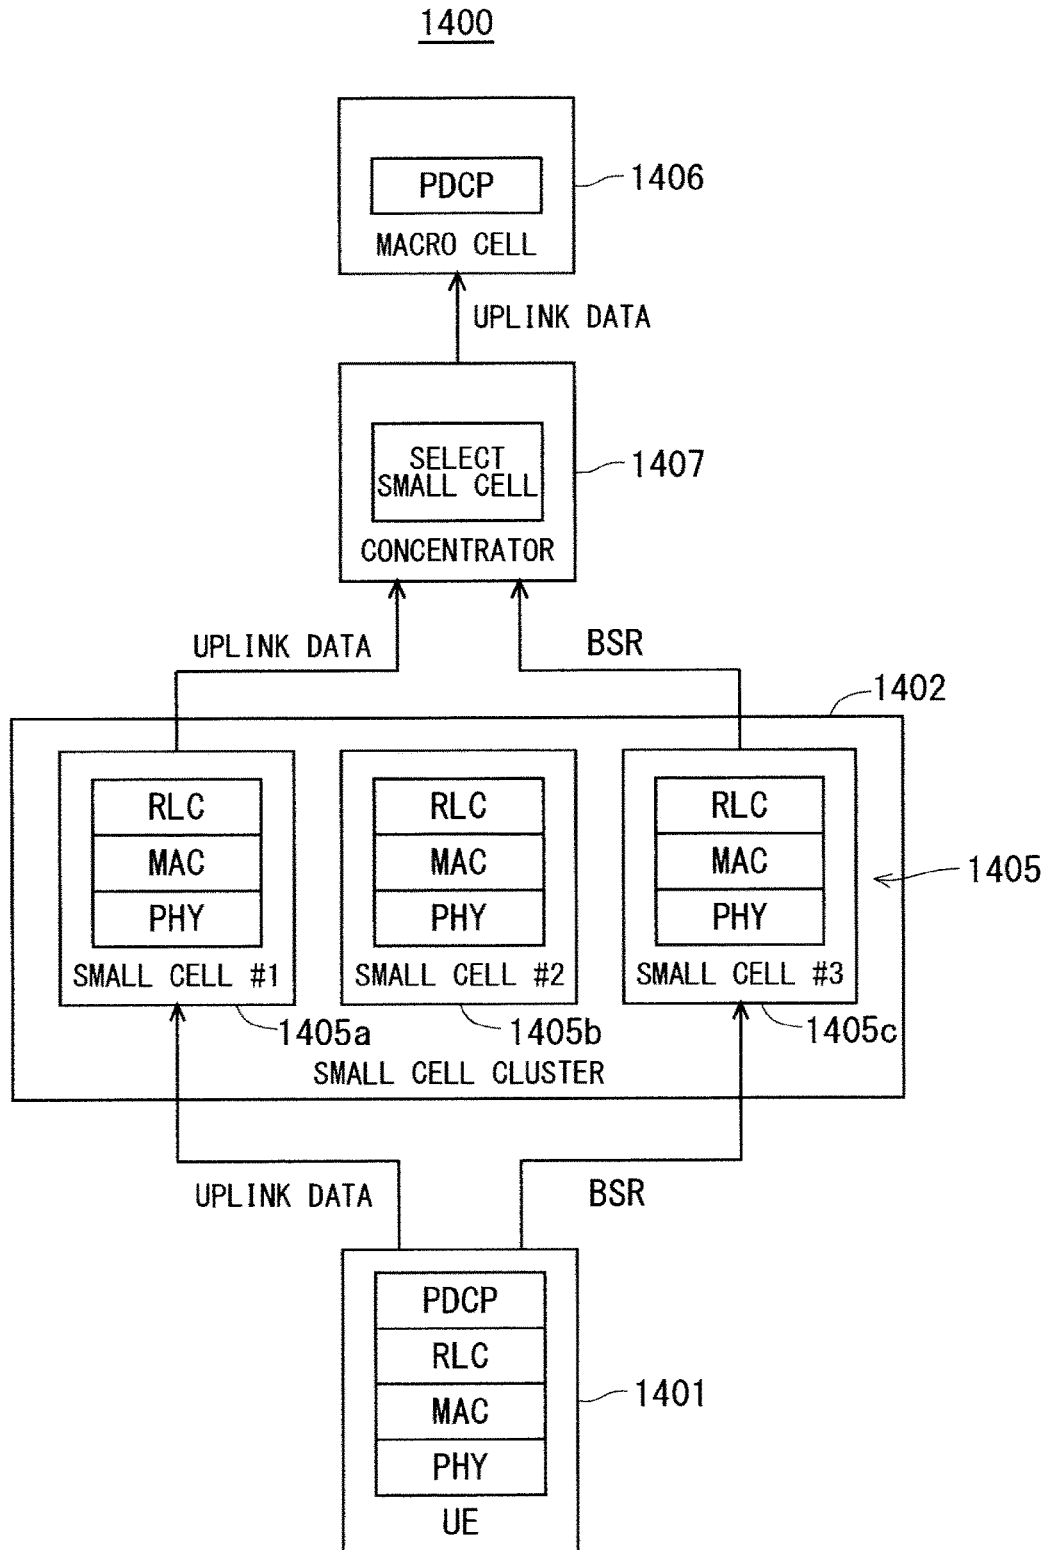 1400
PDCP
MACRO CELL
1406
UPLINK DATA
SELECT
SMALL CELL
CONCENTRATOR
1407
UPLINK DATA
BSR
1402
RLC
MAC
PHY
SMALL CELL #1
1405a
RLC
MAC
PHY
SMALL CELL #2
1405b
RLC
MAC
PHY
SMALL CELL #3
1405c
1405
SMALL CELL CLUSTER
UPLINK DATA
BSR
PDCP
RLC
MAC
PHY
UE
1401